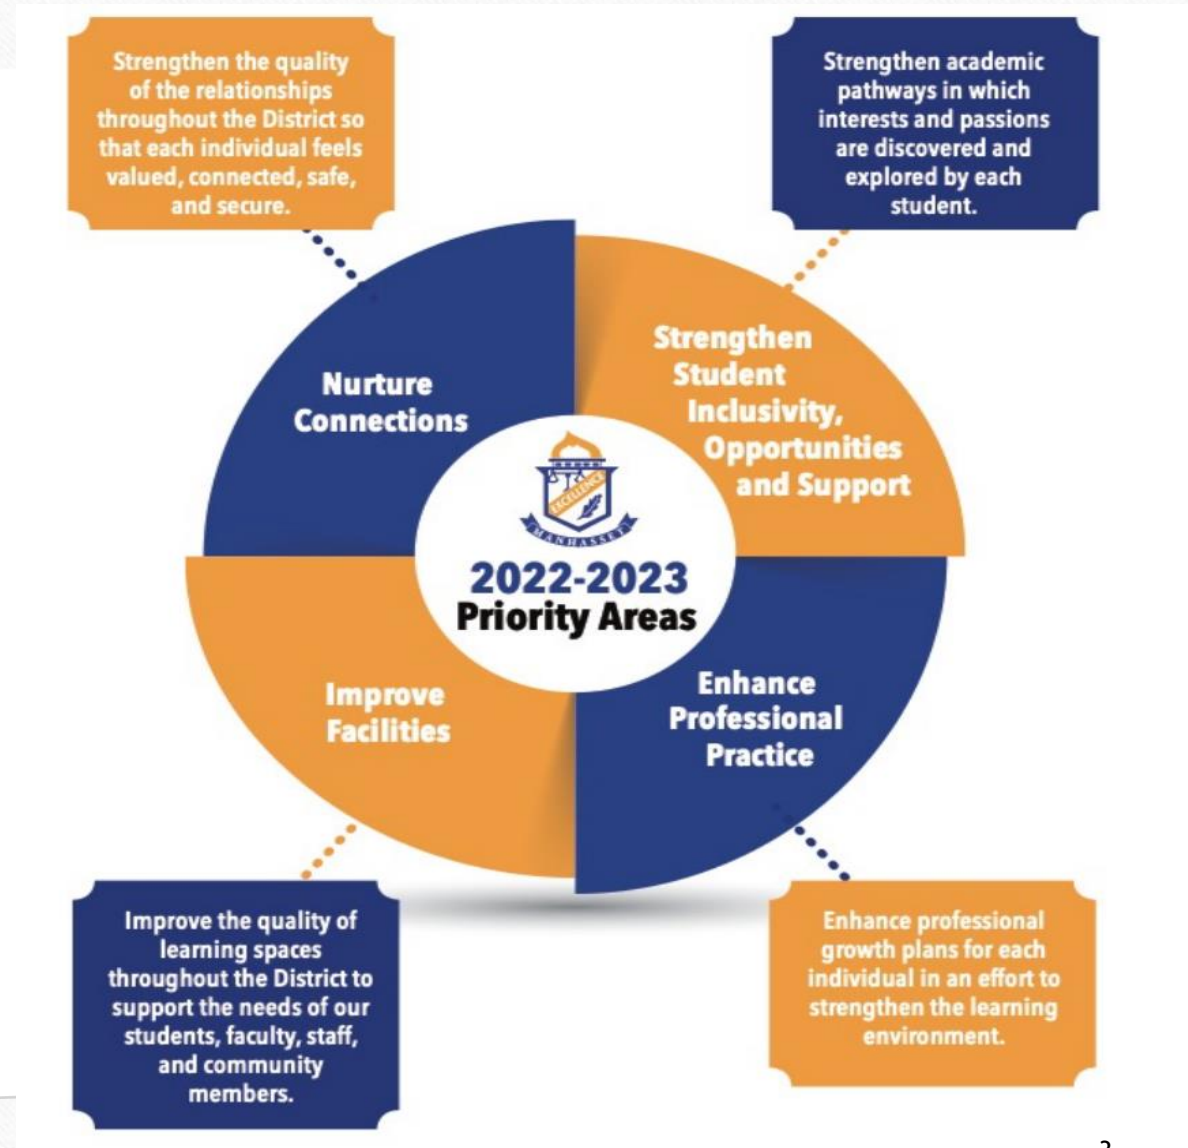 Strengthen the quality
of the relationships
throughout the District so
that each individual feels
valued, connected, safe,
and secure.
Strengthen academic
pathways in which
interests and passions
are discovered and
explored by each
student.
Nurture
Connections
Strengthen
Student
Inclusivity,
Opportunities
and Support
EXCELLENCE
MANHASSET
2022-2023
Priority Areas
Improve
Facilities
Enhance
Professional
Practice
Improve the quality of
learning spaces
throughout the District to
support the needs of our
students, faculty, staff,
and community
members.
Enhance professional
growth plans for each
individual in an effort to
strengthen the learning
environment.